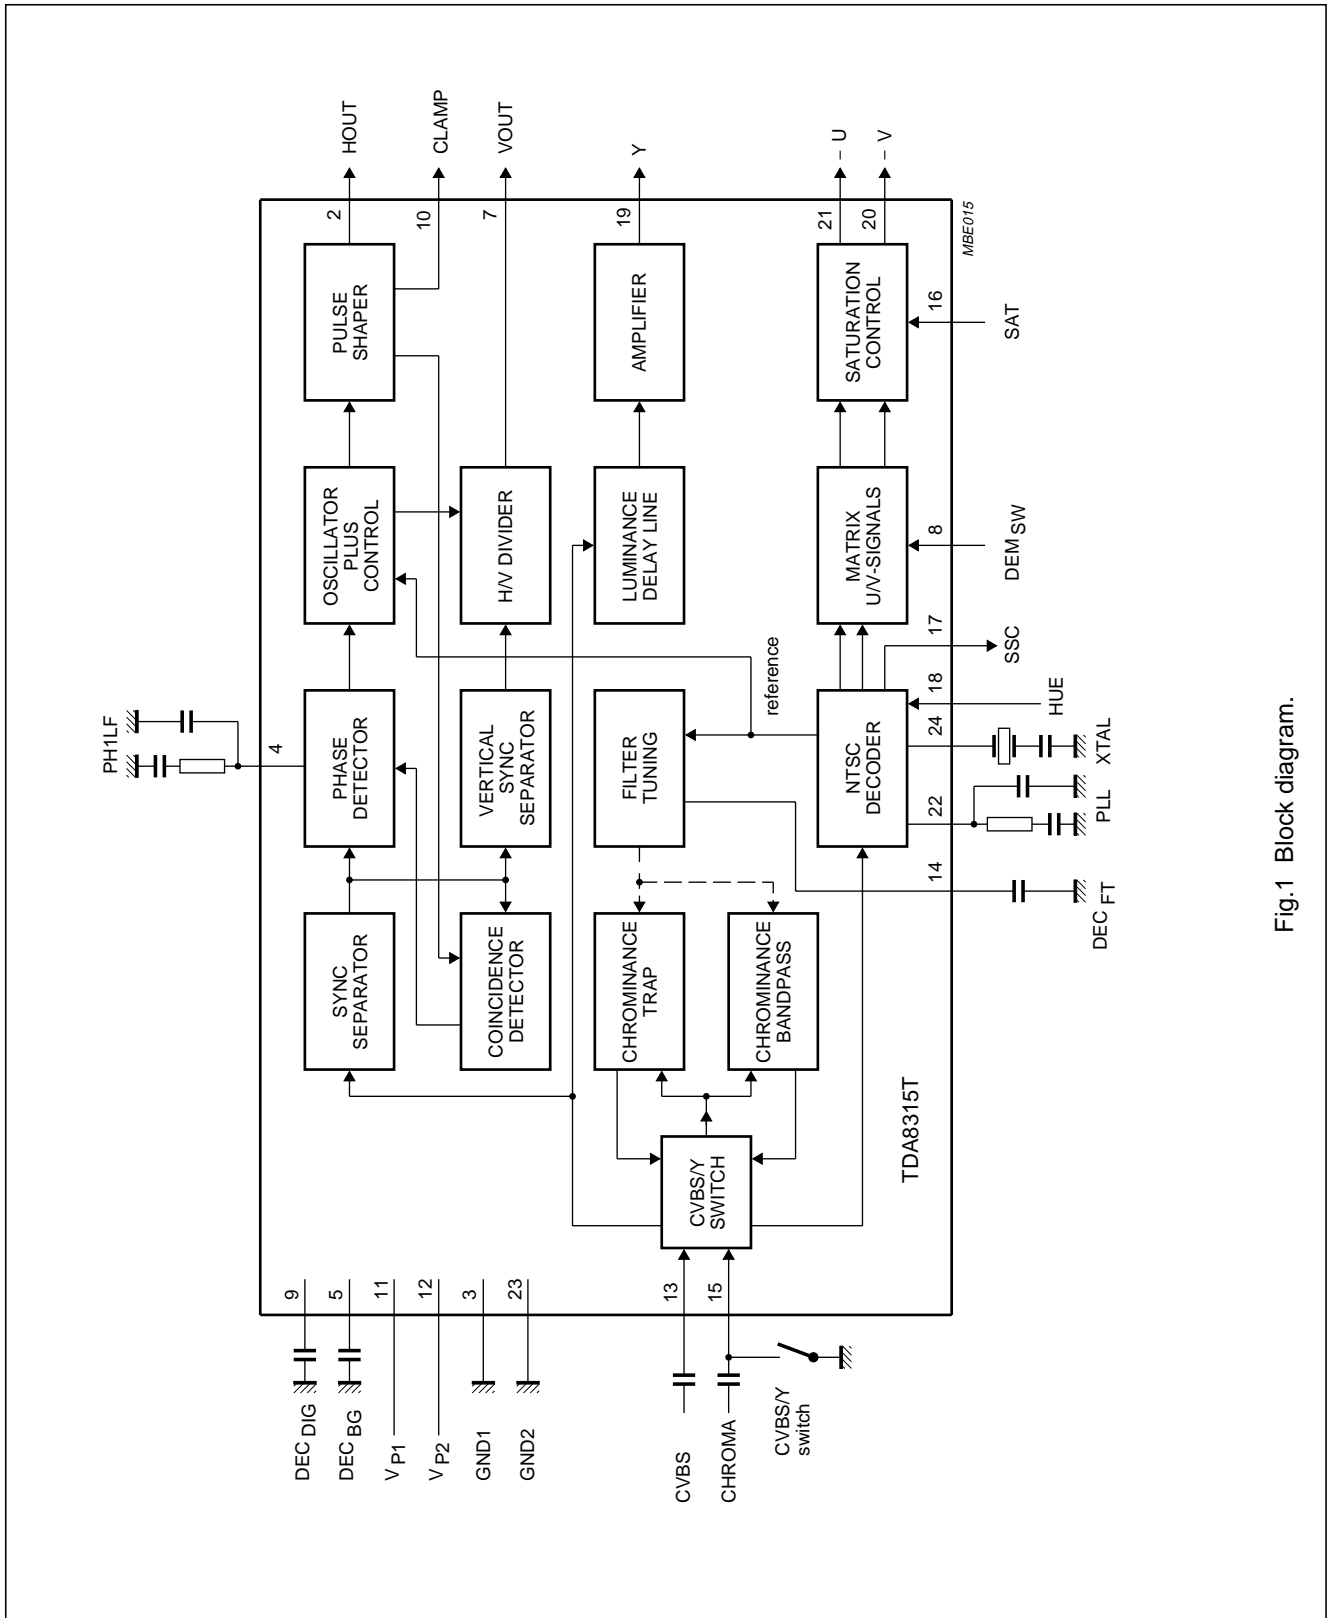 HOUT
CLAMP
VOUT
Y
– U
– V
2
10
7
19
21
20
MBE015
PULSE
SHAPER
AMPLIFIER
SATURATION
CONTROL
16
SAT
OSCILLATOR
PLUS
CONTROL
H/V DIVIDER
LUMINANCE
DELAY LINE
MATRIX
U/V-SIGNALS
8
DEM SW
17
SSC
reference
PH1LF
4
PHASE
DETECTOR
VERTICAL
SYNC
SEPARATOR
FILTER
TUNING
NTSC
DECODER
18
HUE
24
XTAL
22
PLL
14
DEC FT
SYNC
SEPARATOR
COINCIDENCE
DETECTOR
CHROMINANCE
TRAP
CHROMINANCE
BANDPASS
CVBS/Y
SWITCH
TDA8315T
9
5
11
12
3
23
13
15
DEC DIG
DEC BG
V P1
V P2
GND1
GND2
CVBS
CHROMA
CVBS/Y
switch
Fig.1 Block diagram.